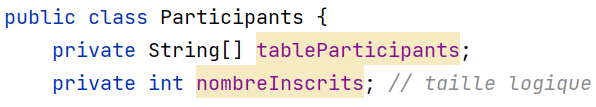 public class Participants {
    private String[] tableParticipants;
    private int nombreInscrits; // taille logique